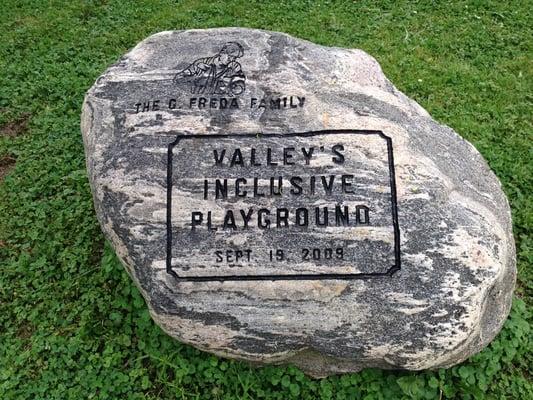 THE G. FREDA FAMILY
VALLEY'S
INCLUSIVE
PLAYGROUND
SEPT. 19, 2009